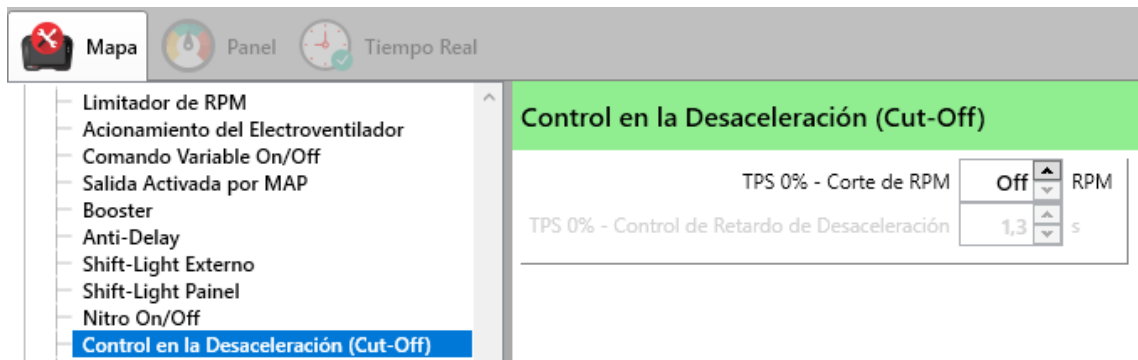 Mapa
Panel
Tiempo Real
Limitador de RPM
Acionamiento del Electroventilador
Comando Variable On/Off
Salida Activada por MAP
Booster
Anti-Delay
Shift-Light Externo
Shift-Light Painel
Nitro On/Off
Control en la Desaceleración (Cut-Off)
Control en la Desaceleración (Cut-Off)
TPS 0% - Corte de RPM Off RPM
TPS 0% - Control de Retardo de Desaceleración 1,3 s